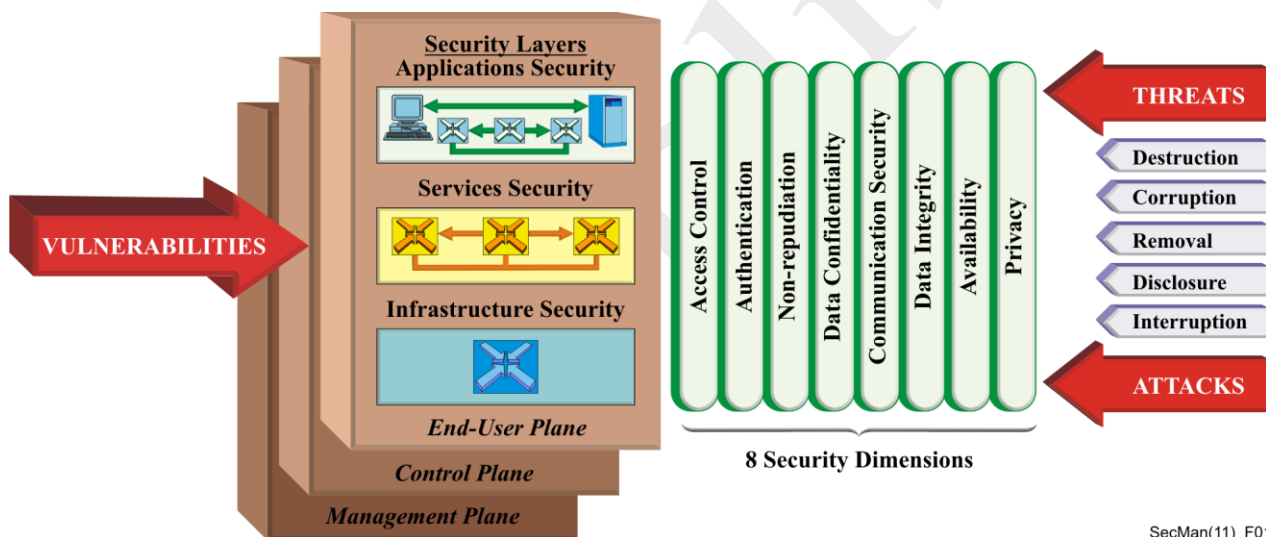 Security Layers
Applications Security
Services Security
VULNERABILITIES
Infrastructure Security
End-User Plane
Control Plane
Management Plane
Access Control
Authentication
Non-repudiation
Data Confidentiality
Communication Security
Data Integrity
Availability
Privacy
8 Security Dimensions
THREATS
Destruction
Corruption
Removal
Disclosure
Interruption
ATTACKS